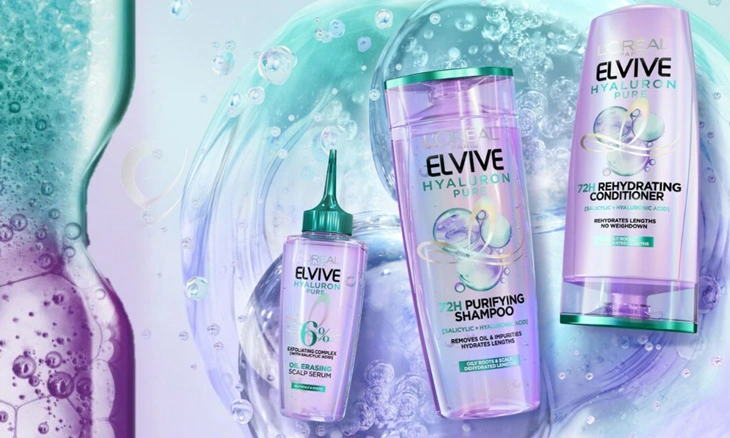 L'ORÉAL
ELVIVE
HYALURON
PURE
6%
EXFOLIATING COMPLEX
[WITH SALICYLIC ACID]
OIL ERASING
SCALP SERUM
L'ORÉAL
ELVIVE
HYALURON
PURE
72H PURIFYING
SHAMPOO
[SALICYLIC + HYALURONIC ACID]
REMOVES OIL & IMPURITIES
HYDRATES LENGTHS
OILY ROOTS & SCALP
DEHYDRATED LENGTHS
L'ORÉAL
PARIS
ELVIVE
HYALURON
PURE
72H REHYDRATING
CONDITIONER
[SALICYLIC + HYALURONIC ACID]
REHYDRATES LENGTHS
NO WEIGHDOWN